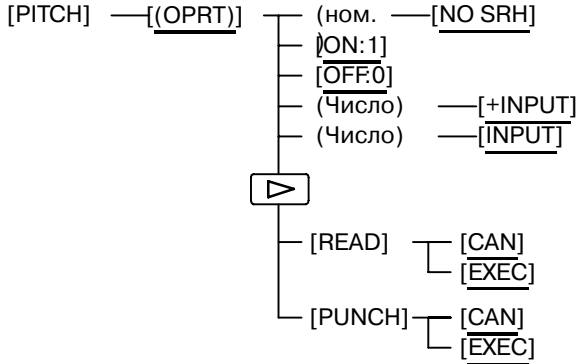 [PITCH] [(OPRT)] (ном. [NO SRH]
)[ON:1]
[OFF:0]
(Число) [+INPUT]
(Число) [INPUT]
[READ] [CAN]
[EXEC]
[PUNCH] [CAN]
[EXEC]